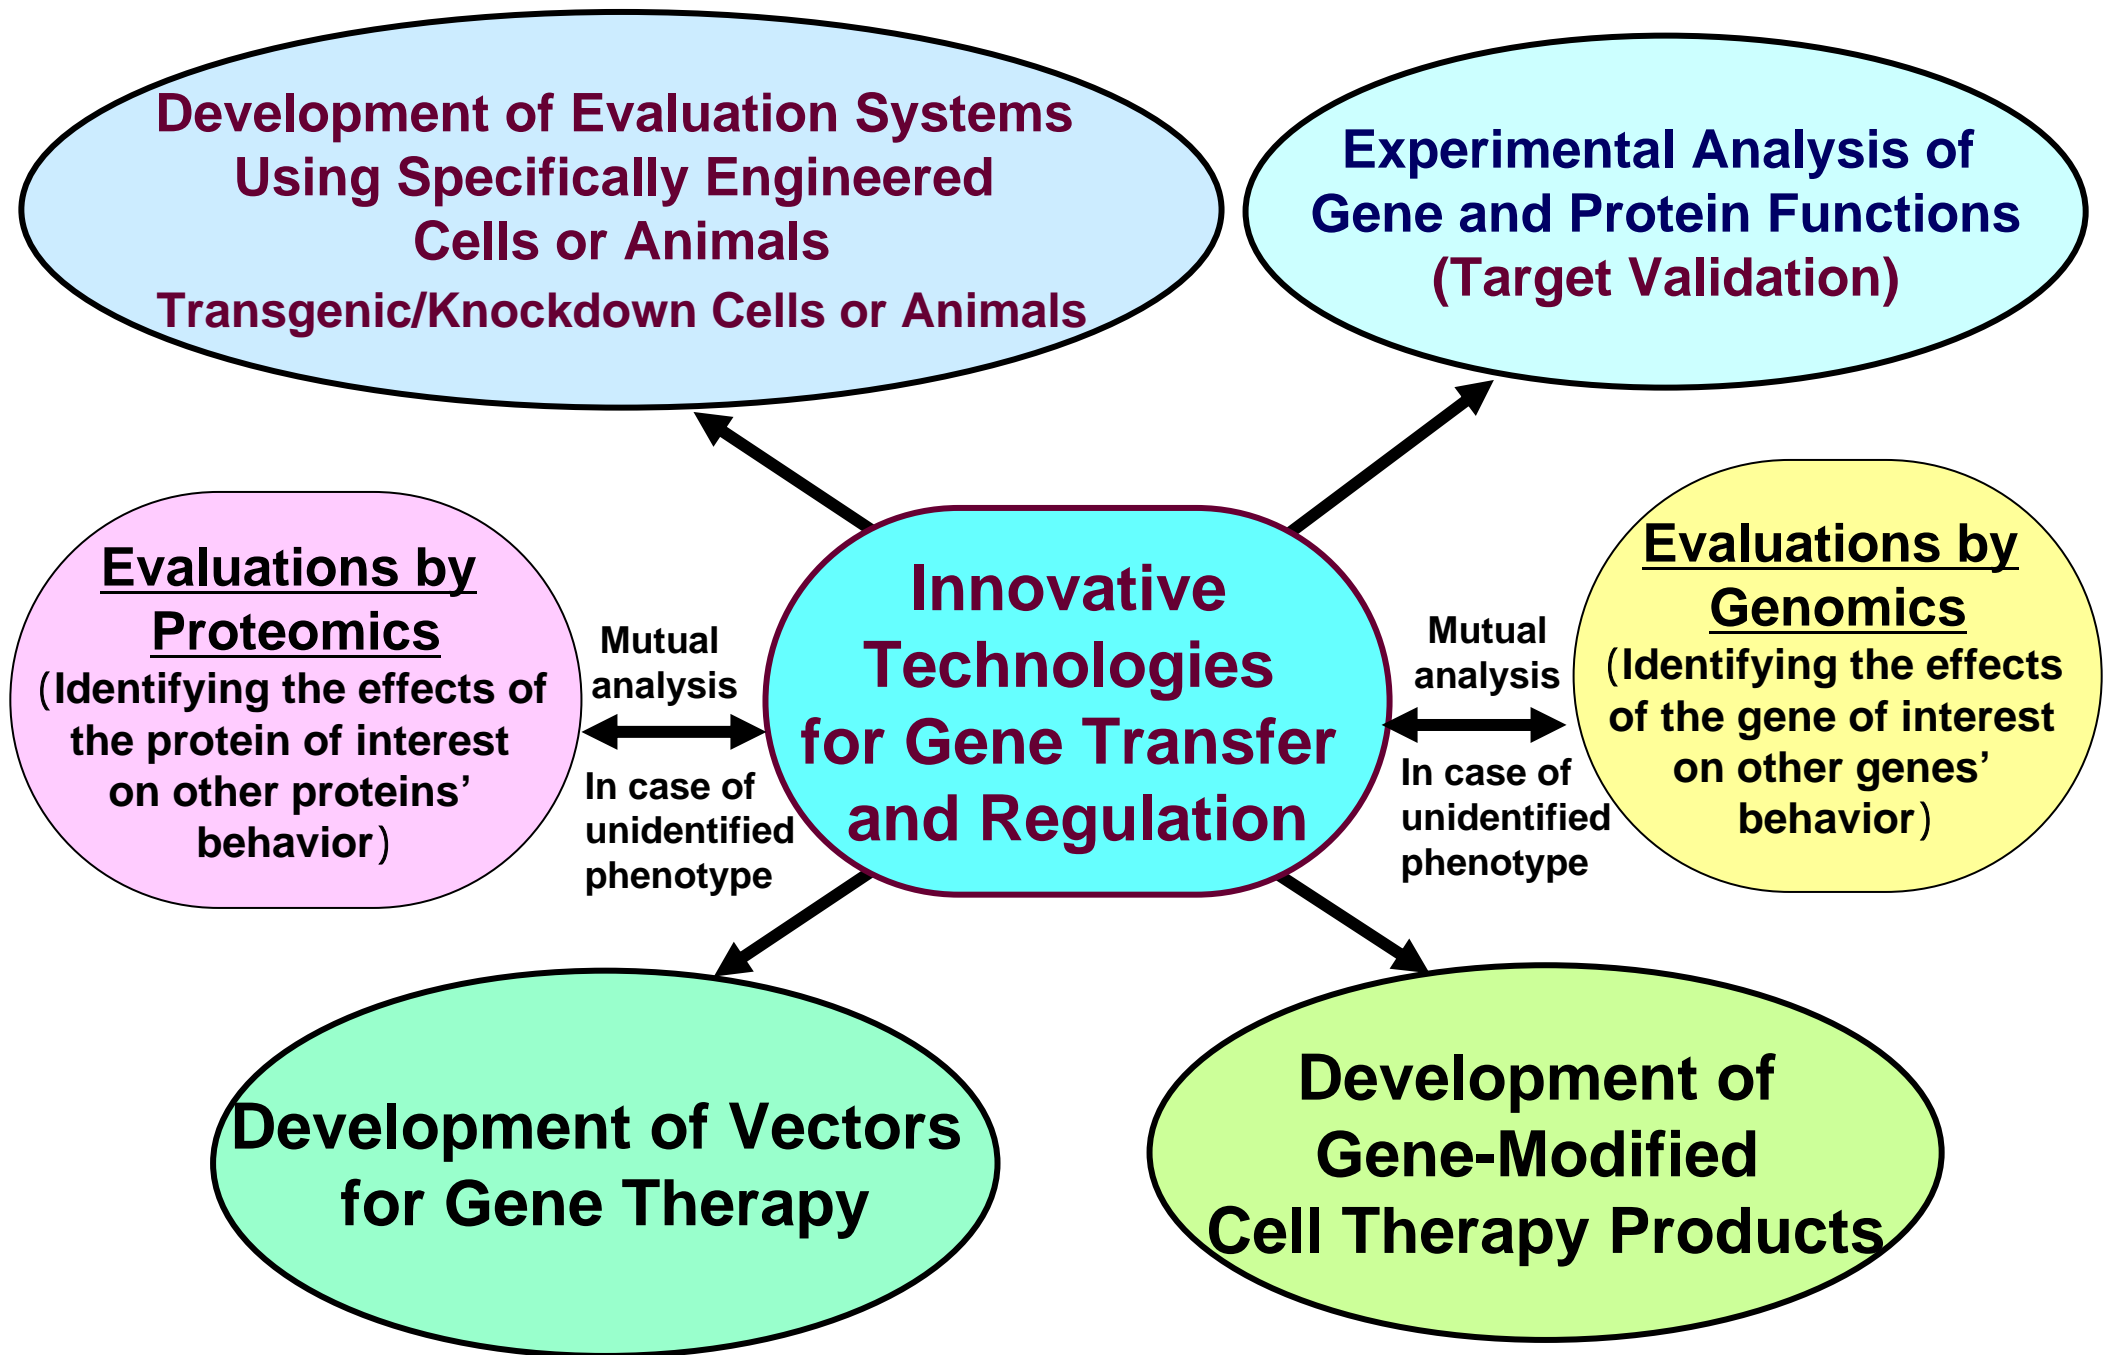 Development of Evaluation Systems
Using Specifically Engineered
Cells or Animals
Transgenic/Knockdown Cells or Animals
Experimental Analysis of
Gene and Protein Functions
(Target Validation)
Evaluations by
Proteomics
(Identifying the effects of
the protein of interest
on other proteins’
behavior)
Mutual
analysis
In case of
unidentified
phenotype
Innovative
Technologies
for Gene Transfer
and Regulation
Mutual
analysis
In case of
unidentified
phenotype
Evaluations by
Genomics
(Identifying the effects
of the gene of interest
on other genes’
behavior)
Development of Vectors
for Gene Therapy
Development of
Gene-Modified
Cell Therapy Products